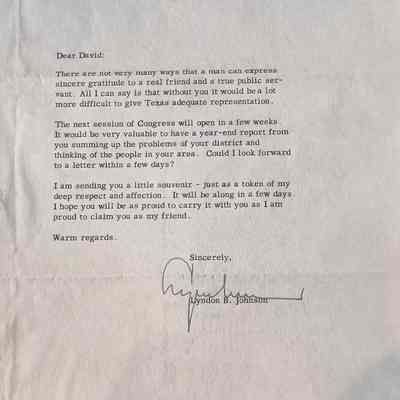 Dear David:
There are not very many ways that a man can express
sincere gratitude to a real friend and a true public ser-
vant. All I can say is that without you it would be a lot
more difficult to give Texas adequate representation.
The next session of Congress will open in a few weeks.
It would be very valuable to have a year-end report from
you summing up the problems of your district and
thinking of the people in your area. Could I look forward
to a letter within a few days?
I am sending you a little souvenir - just as a token of my
deep respect and affection. It will be along in a few days.
I hope you will be as proud to carry it with you as I am
proud to claim you as my friend.
Warm regards.
Sincerely,
Lyndon B. Johnson